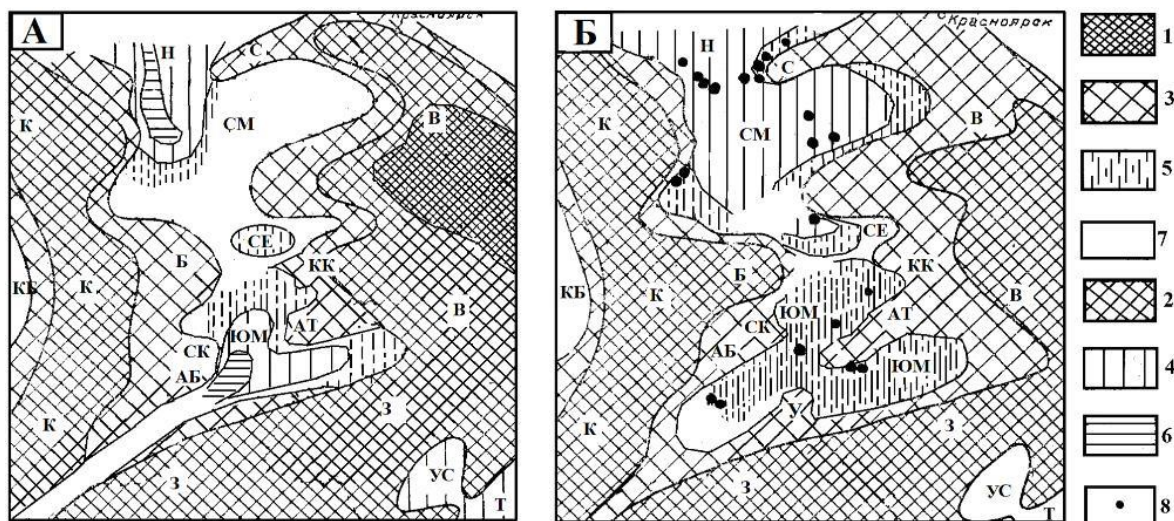 А
Красноярск
Н
С
К
СМ
В
СЕ
Б
КК
КБ
К
В
ЮМ
АТ
СК
АБ
К
З
З
УС
Т
Б
Красноярск
Н
С
К
СМ
В
СЕ
Б
КК
КБ
К
В
ЮМ
СК
АТ
АБ
ЮМ
К
У
З
З
УС
Т
1
3
5
7
2
4
6
8